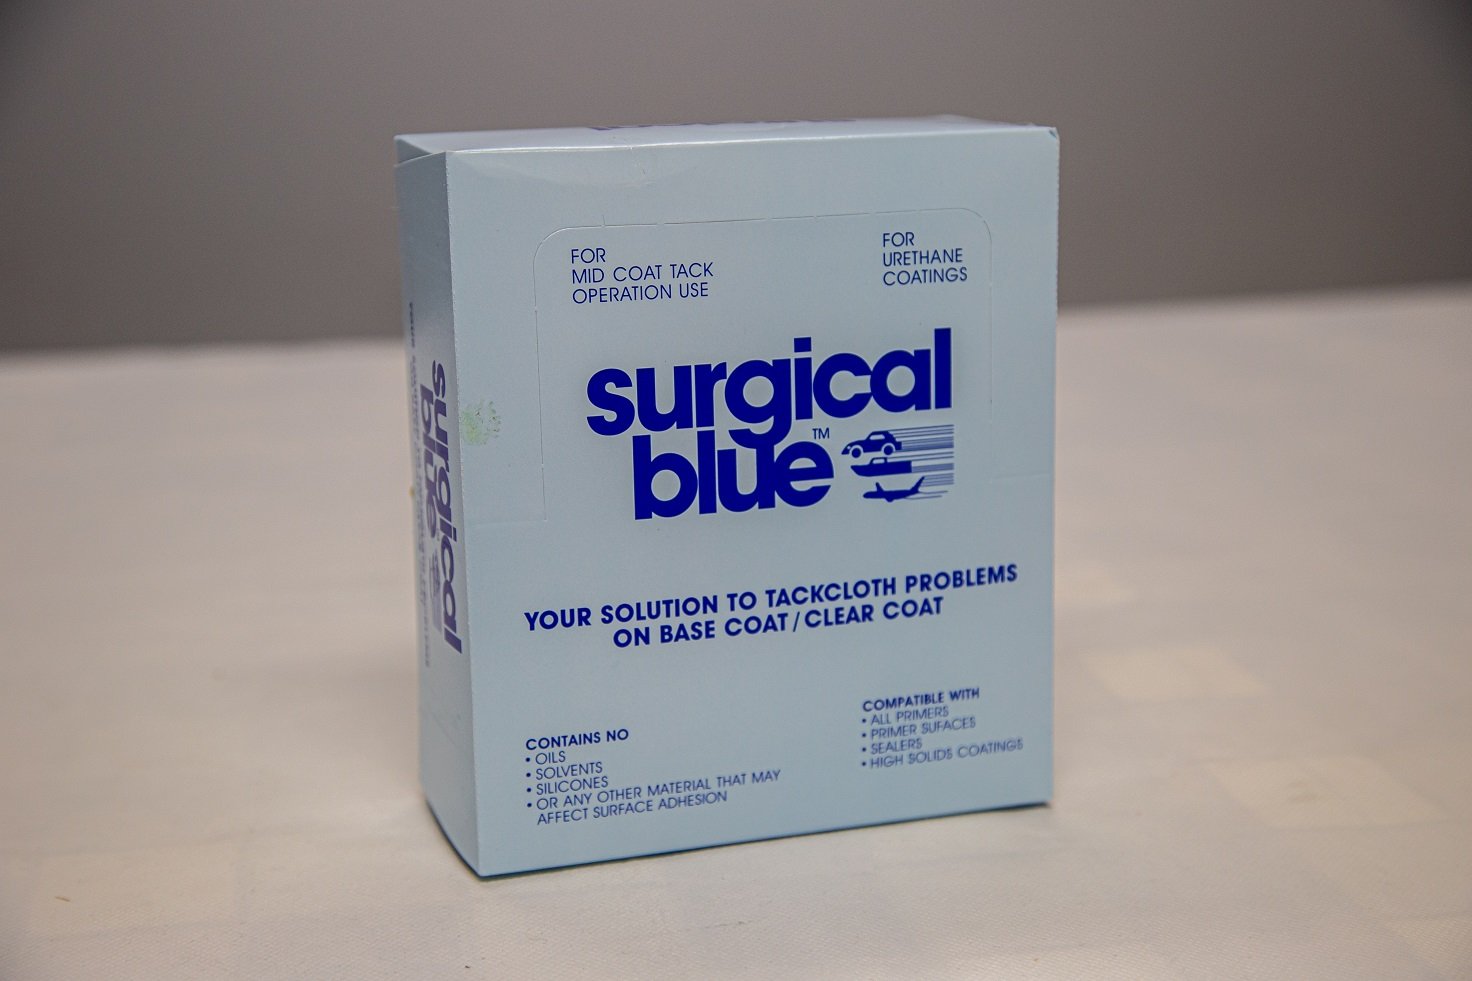 FOR
MID COAT TACK
OPERATION USE
FOR
URETHANE
COATINGS
surgical
blue™
YOUR SOLUTION TO TACKCLOTH PROBLEMS
ON BASE COAT/CLEAR COAT
CONTAINS NO
• OILS
• SOLVENTS
• SILICONES
• OR ANY OTHER MATERIAL THAT MAY
AFFECT SURFACE ADHESION
COMPATIBLE WITH
• ALL PRIMERS
• PRIMER SUFACES
• SEALERS
• HIGH SOLIDS COATINGS
surgical
blue